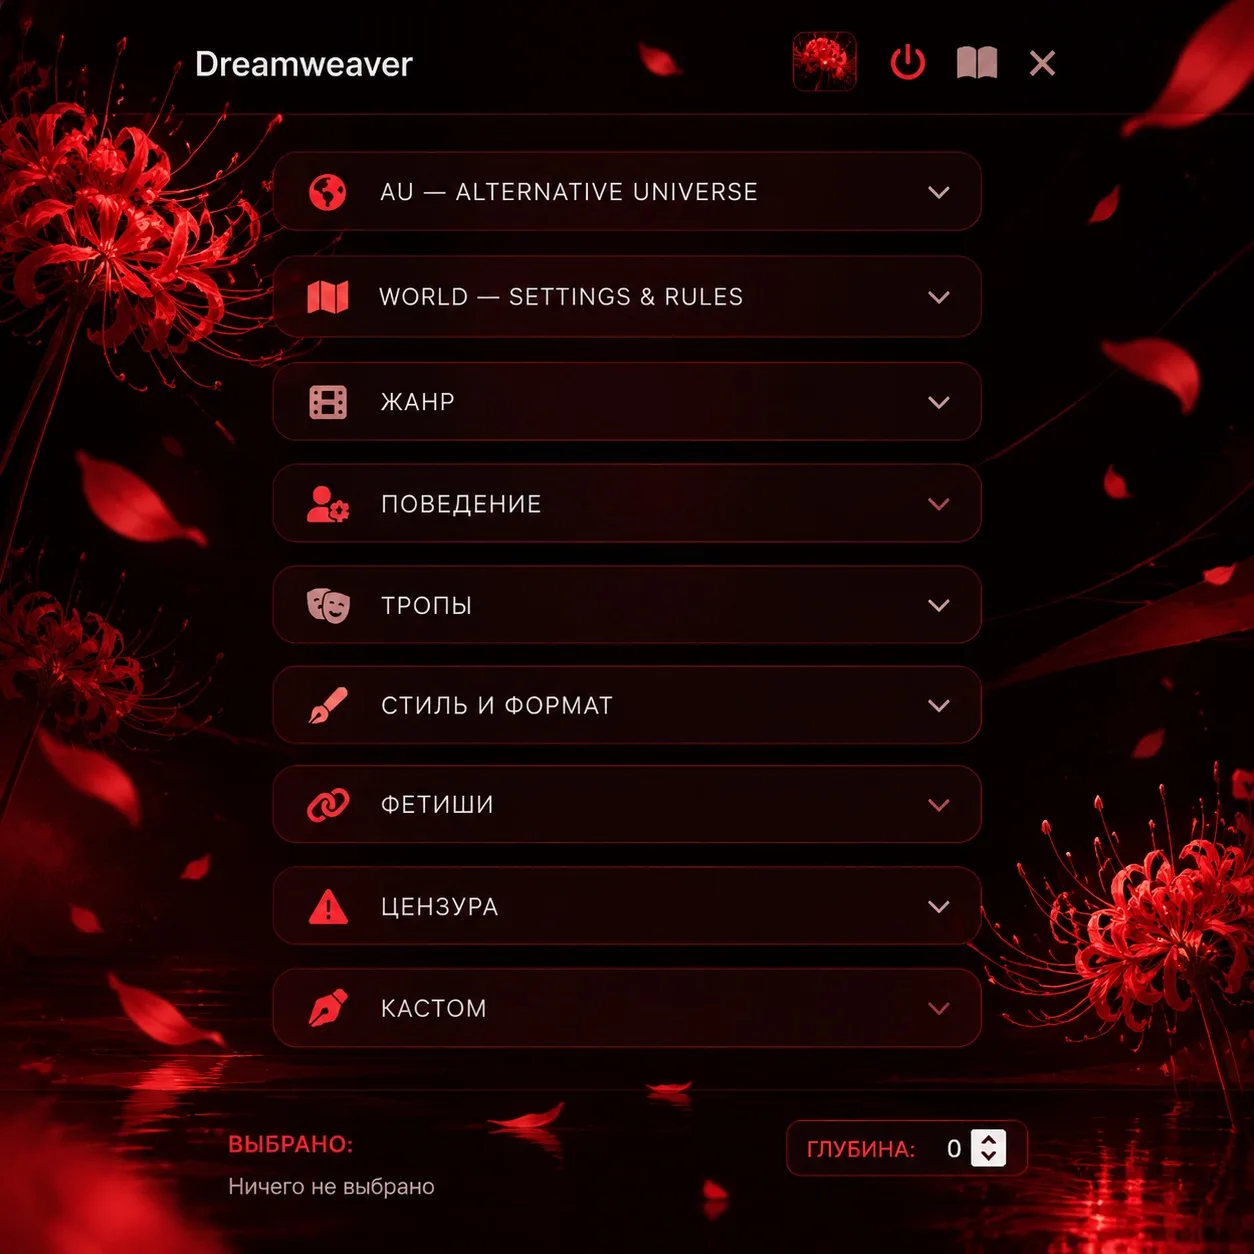 Dreamweaver
AU — ALTERNATIVE UNIVERSE
WORLD — SETTINGS & RULES
ЖАНР
ПОВЕДЕНИЕ
ТРОПЫ
СТИЛЬ И ФОРМАТ
ФЕТИШИ
ЦЕНЗУРА
КАСТОМ
ВЫБРАНО:
ГЛУБИНА: 0
Ничего не выбрано